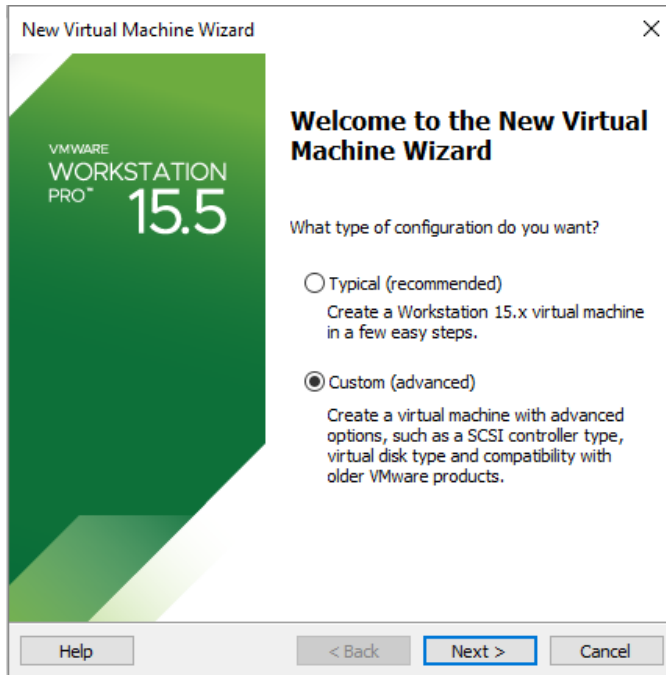 New Virtual Machine Wizard
VMWARE
WORKSTATION
PRO™ 15.5
Welcome to the New Virtual
Machine Wizard
What type of configuration do you want?
Typical (recommended)
Create a Workstation 15.x virtual machine
in a few easy steps.
Custom (advanced)
Create a virtual machine with advanced
options, such as a SCSI controller type,
virtual disk type and compatibility with
older VMware products.
Help < Back Next > Cancel